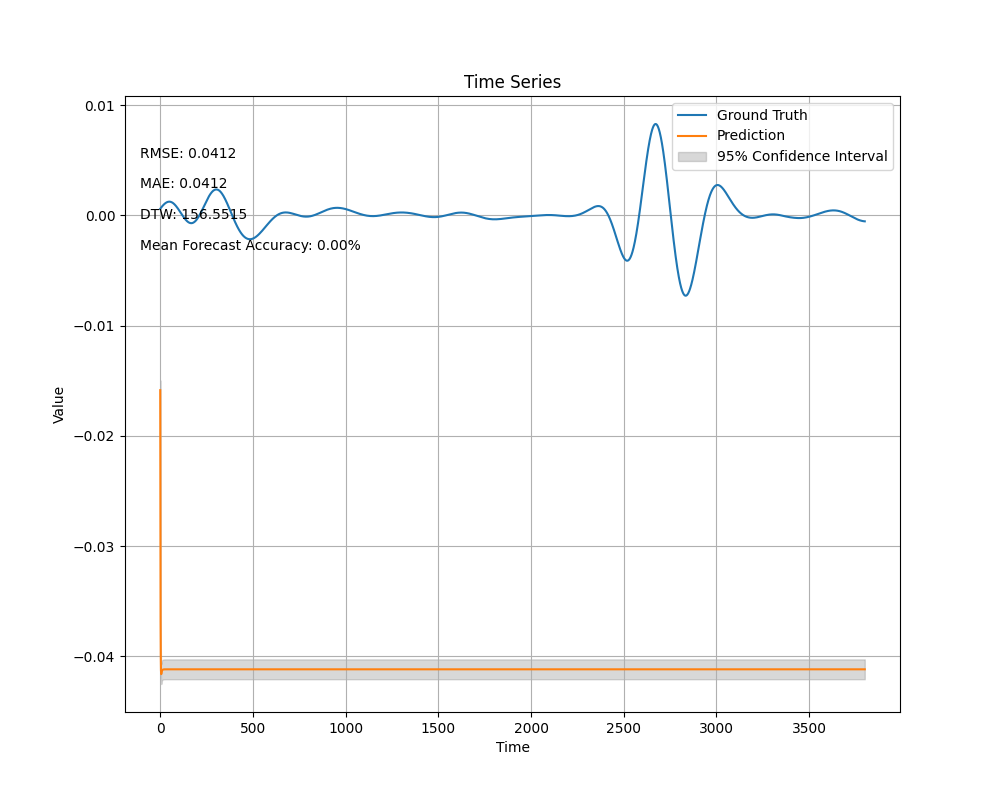 Time Series
0.01
0.00
−0.01
−0.02
−0.03
−0.04
Value
RMSE: 0.0412
MAE: 0.0412
DTW: 156.5515
Mean Forecast Accuracy: 0.00%
Ground Truth
Prediction
95% Confidence Interval
0
500
1000
1500
2000
2500
3000
3500
Time